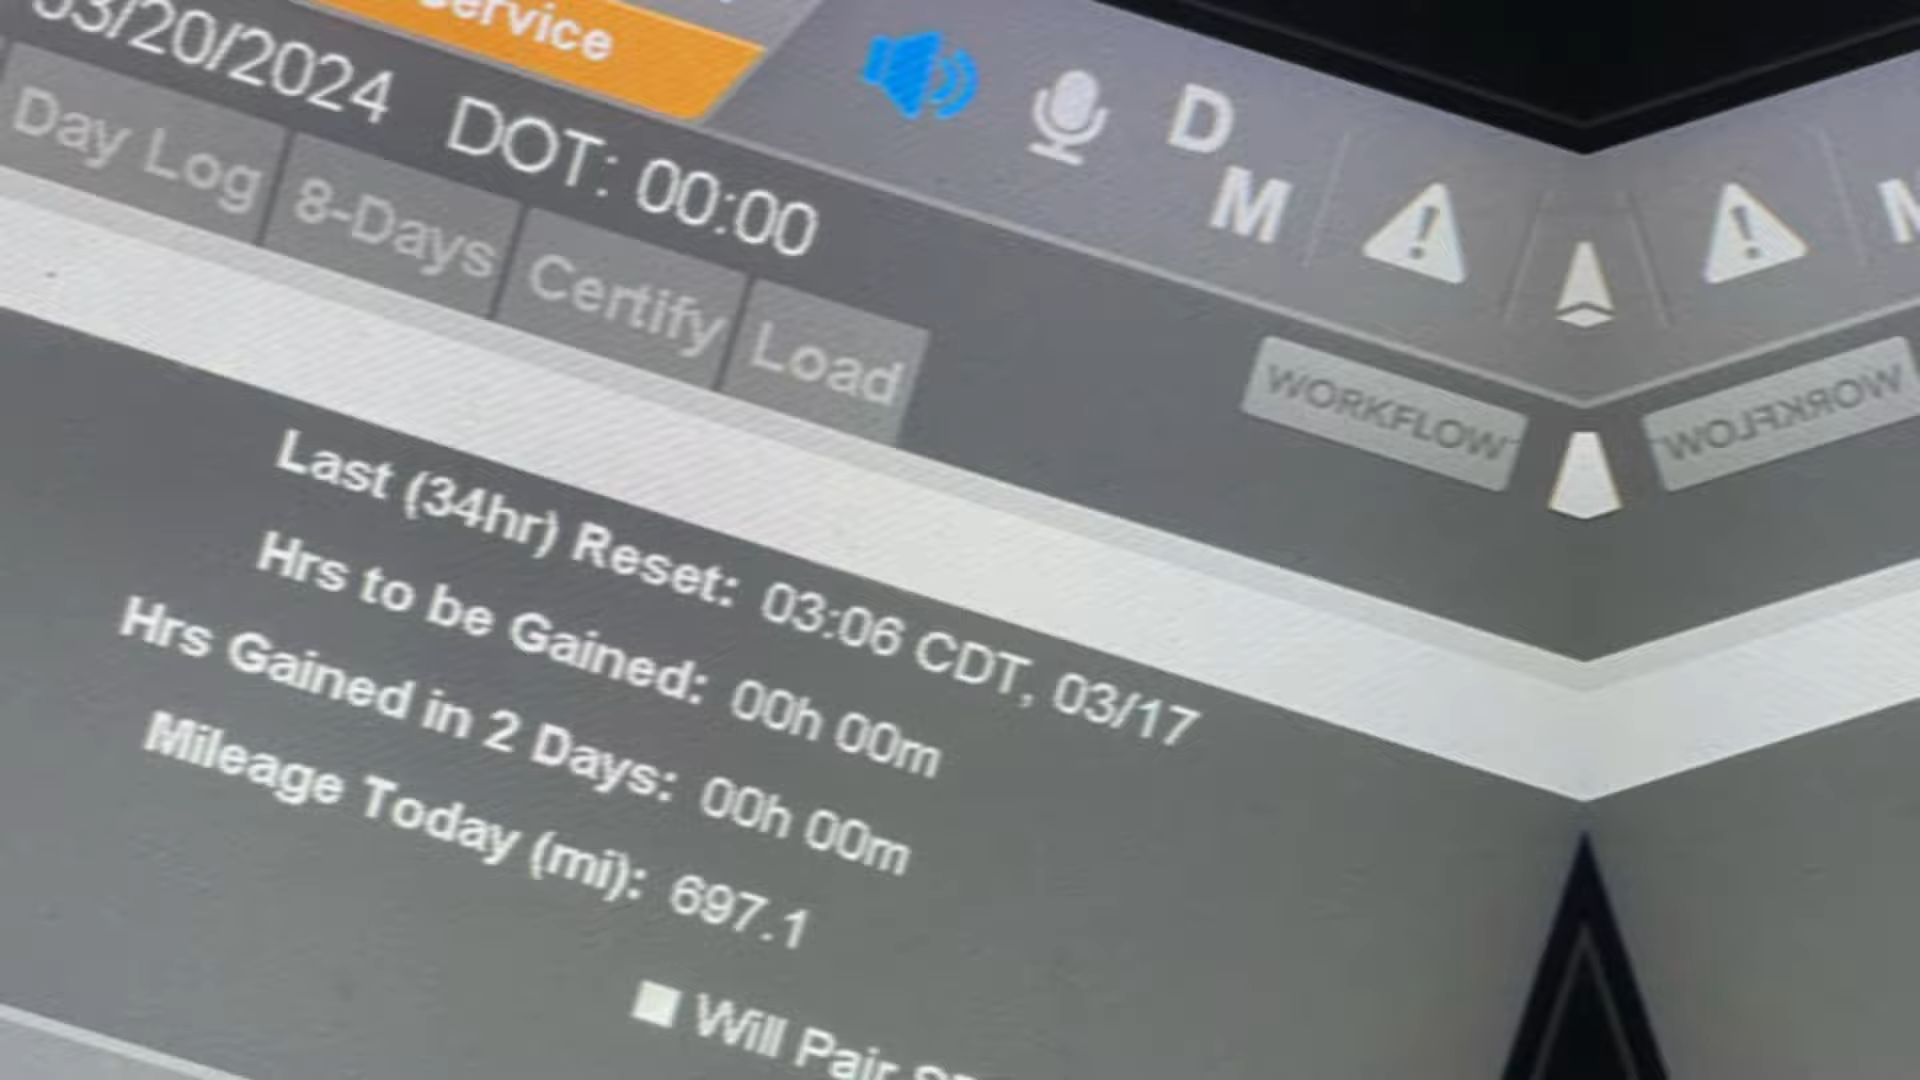 Service
03/20/2024 DOT: 00:00
D
M
M
Day Log 8-Days Certify Load
WORKFLOW
WORKFLOW
Last (34hr) Reset: 03:06 CDT, 03/17
Hrs to be Gained: 00h 00m
Hrs Gained in 2 Days: 00h 00m
Mileage Today (mi): 697.1
Will Pair